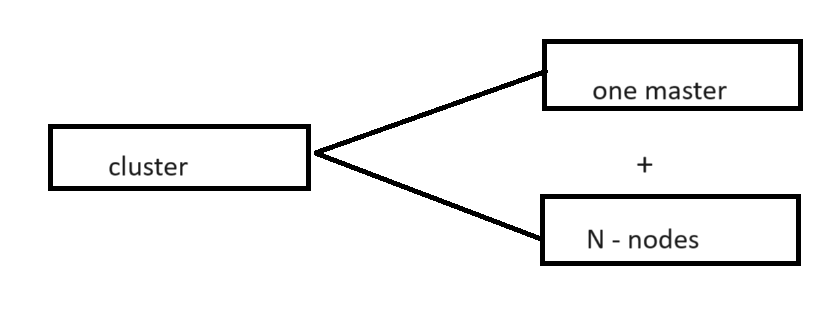 one master
cluster
+
N - nodes